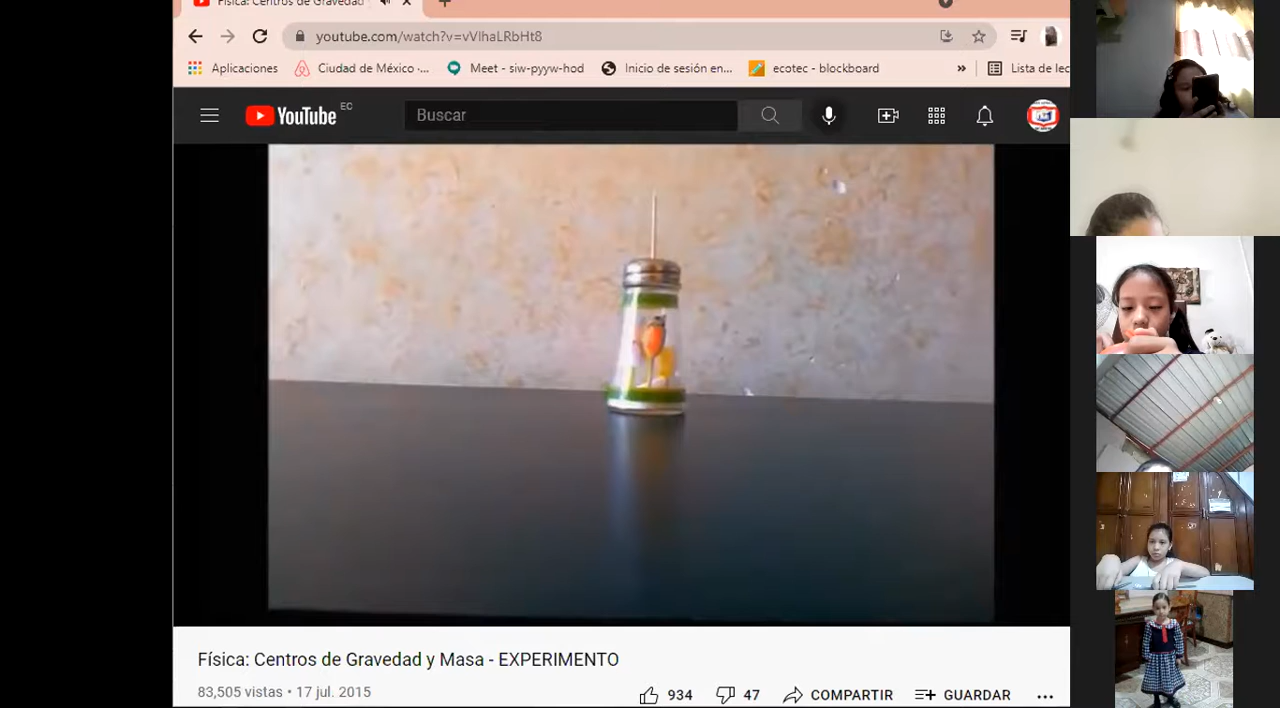 Física: Centros de Gravedad
youtube.com/watch?v=vVIhaLRbHt8
Aplicaciones Ciudad de México -... Meet - siw-pyyw-hod Inicio de sesión en... ecotec - blockboard » Lista de lec
YouTube EC Buscar
Física: Centros de Gravedad y Masa - EXPERIMENTO
83,505 vistas • 17 jul. 2015 934 47 COMPARTIR GUARDAR